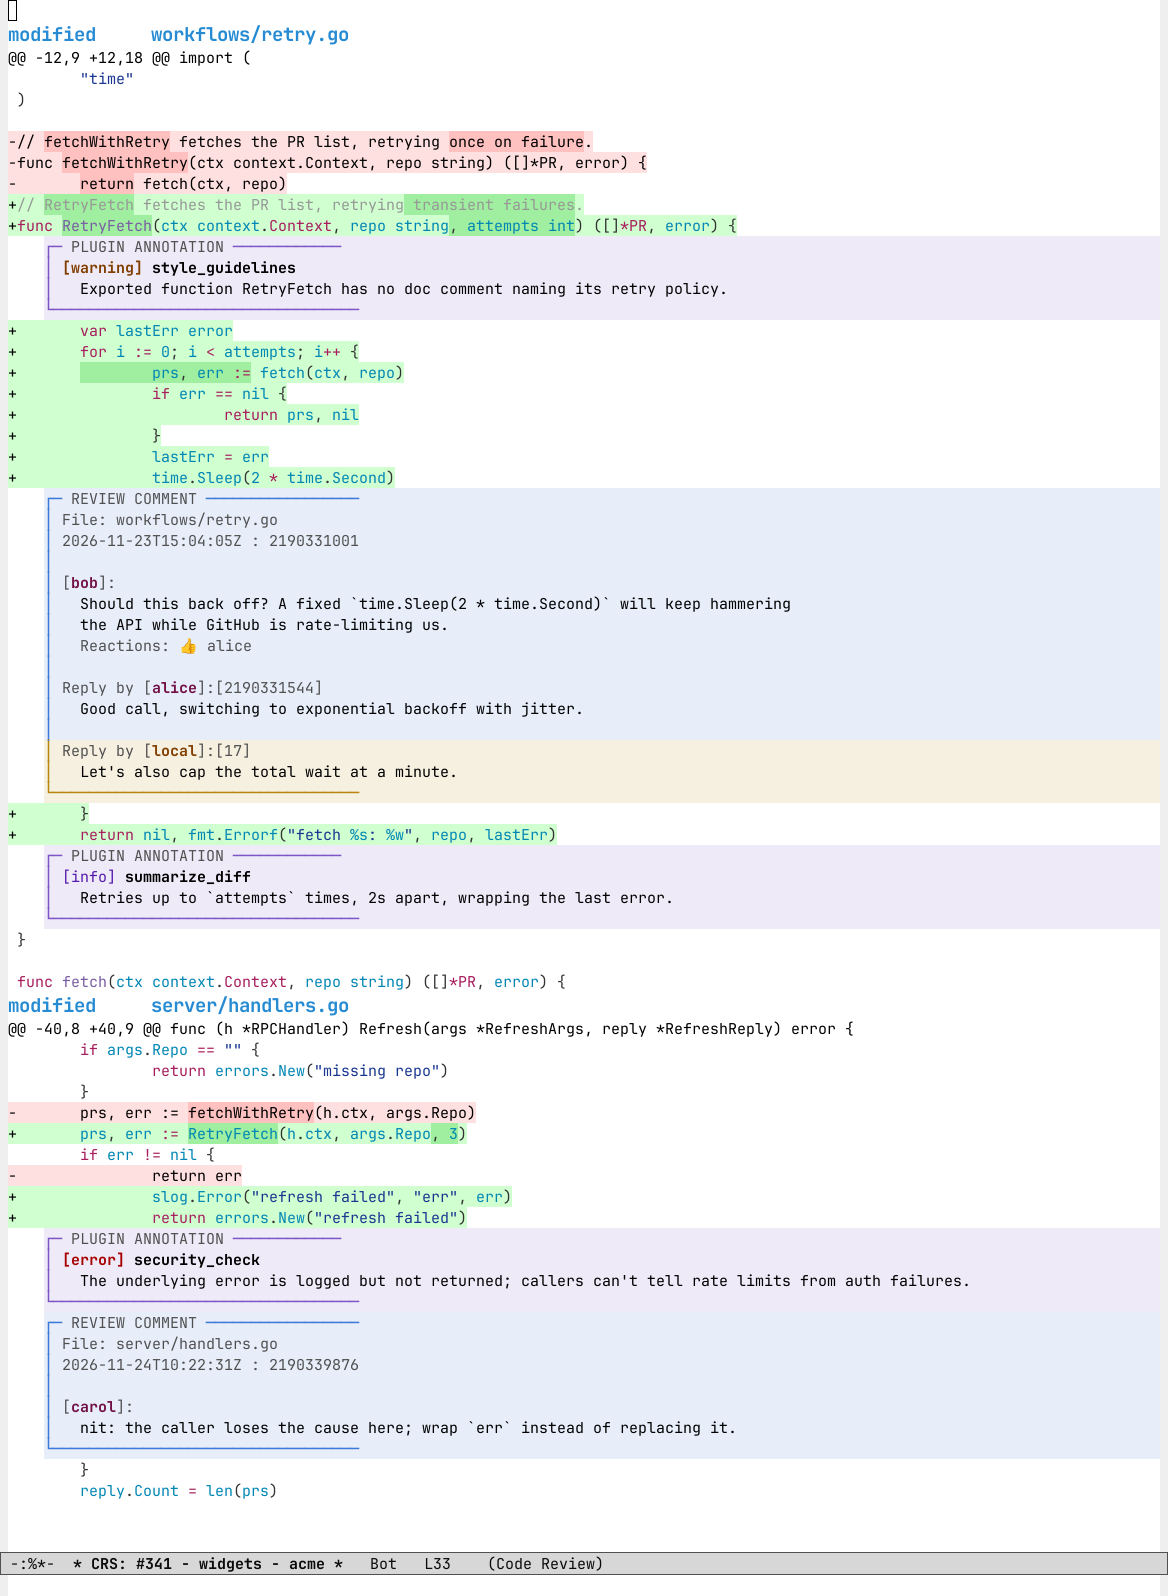 modified     workflows/retry.go
@@ -12,9 +12,18 @@ import (
        "time"
 )
-// fetchWithRetry fetches the PR list, retrying once on failure.
-func fetchWithRetry(ctx context.Context, repo string) ([]*PR, error) {
-       return fetch(ctx, repo)
+// RetryFetch fetches the PR list, retrying transient failures.
+func RetryFetch(ctx context.Context, repo string, attempts int) ([]*PR, error) {
PLUGIN ANNOTATION
[warning] style_guidelines
Exported function RetryFetch has no doc comment naming its retry policy.
+       var lastErr error
+       for i := 0; i < attempts; i++ {
+               prs, err := fetch(ctx, repo)
+               if err == nil {
+                       return prs, nil
+               }
+               lastErr = err
+               time.Sleep(2 * time.Second)
REVIEW COMMENT
File: workflows/retry.go
2026-11-23T15:04:05Z : 2190331001
[bob]:
Should this back off? A fixed `time.Sleep(2 * time.Second)` will keep hammering
the API while GitHub is rate-limiting us.
Reactions: 👍 alice
Reply by [alice]:[2190331544]
Good call, switching to exponential backoff with jitter.
Reply by [local]:[17]
Let's also cap the total wait at a minute.
+       }
+       return nil, fmt.Errorf("fetch %s: %w", repo, lastErr)
PLUGIN ANNOTATION
[info] summarize_diff
Retries up to `attempts` times, 2s apart, wrapping the last error.
 }
 func fetch(ctx context.Context, repo string) ([]*PR, error) {
modified     server/handlers.go
@@ -40,8 +40,9 @@ func (h *RPCHandler) Refresh(args *RefreshArgs, reply *RefreshReply) error {
        if args.Repo == "" {
                return errors.New("missing repo")
        }
-       prs, err := fetchWithRetry(h.ctx, args.Repo)
+       prs, err := RetryFetch(h.ctx, args.Repo, 3)
        if err != nil {
-               return err
+               slog.Error("refresh failed", "err", err)
+               return errors.New("refresh failed")
PLUGIN ANNOTATION
[error] security_check
The underlying error is logged but not returned; callers can't tell rate limits from auth failures.
REVIEW COMMENT
File: server/handlers.go
2026-11-24T10:22:31Z : 2190339876
[carol]:
nit: the caller loses the cause here; wrap `err` instead of replacing it.
        }
        reply.Count = len(prs)
-:%*-  * CRS: #341 - widgets - acme *   Bot   L33    (Code Review)